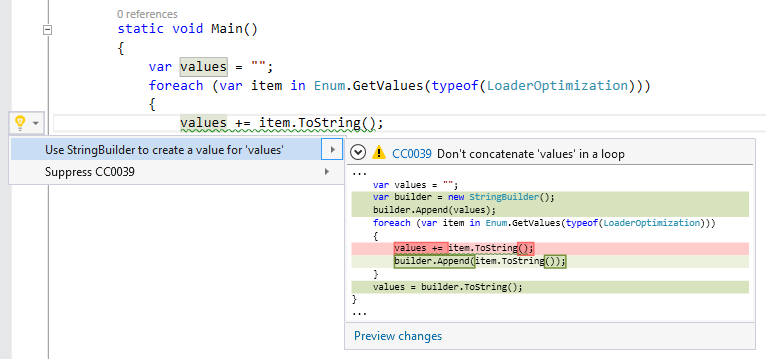 0 references
static void Main()
{
var values = "";
foreach (var item in Enum.GetValues(typeof(LoaderOptimization)))
{
values += item.ToString();
Use StringBuilder to create a value for 'values'
Suppress CC0039
CC0039 Don't concatenate 'values' in a loop
...
var values = "";
var builder = new StringBuilder();
builder.Append(values);
foreach (var item in Enum.GetValues(typeof(LoaderOptimization)))
{
values += item.ToString();
builder.Append(item.ToString());
}
values = builder.ToString();
}
...
Preview changes